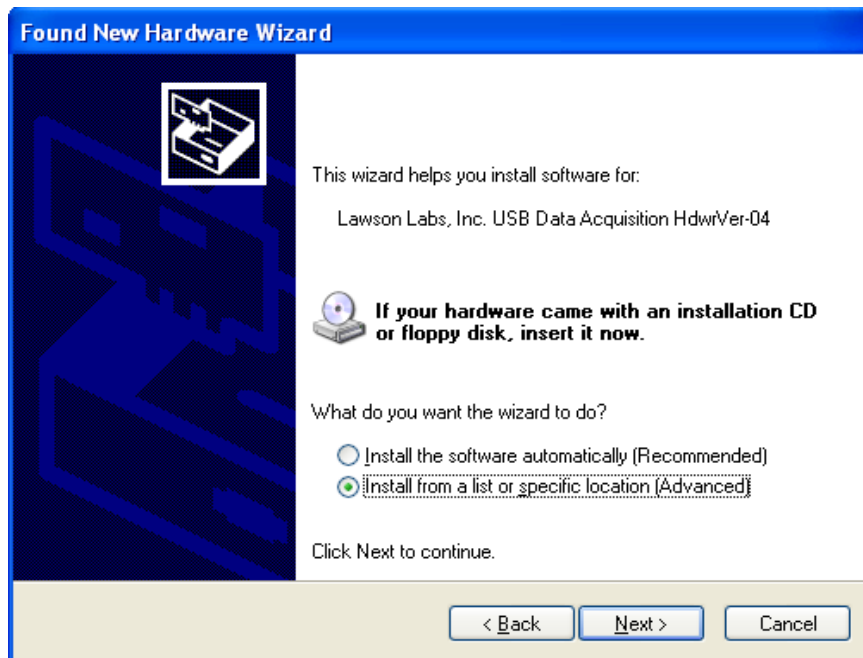 Found New Hardware Wizard
This wizard helps you install software for:
Lawson Labs, Inc. USB Data Acquisition HdwrVer-04
If your hardware came with an installation CD
or floppy disk, insert it now.
What do you want the wizard to do?
Install the software automatically (Recommended)
Install from a list or specific location (Advanced)
Click Next to continue.
< Back Next > Cancel